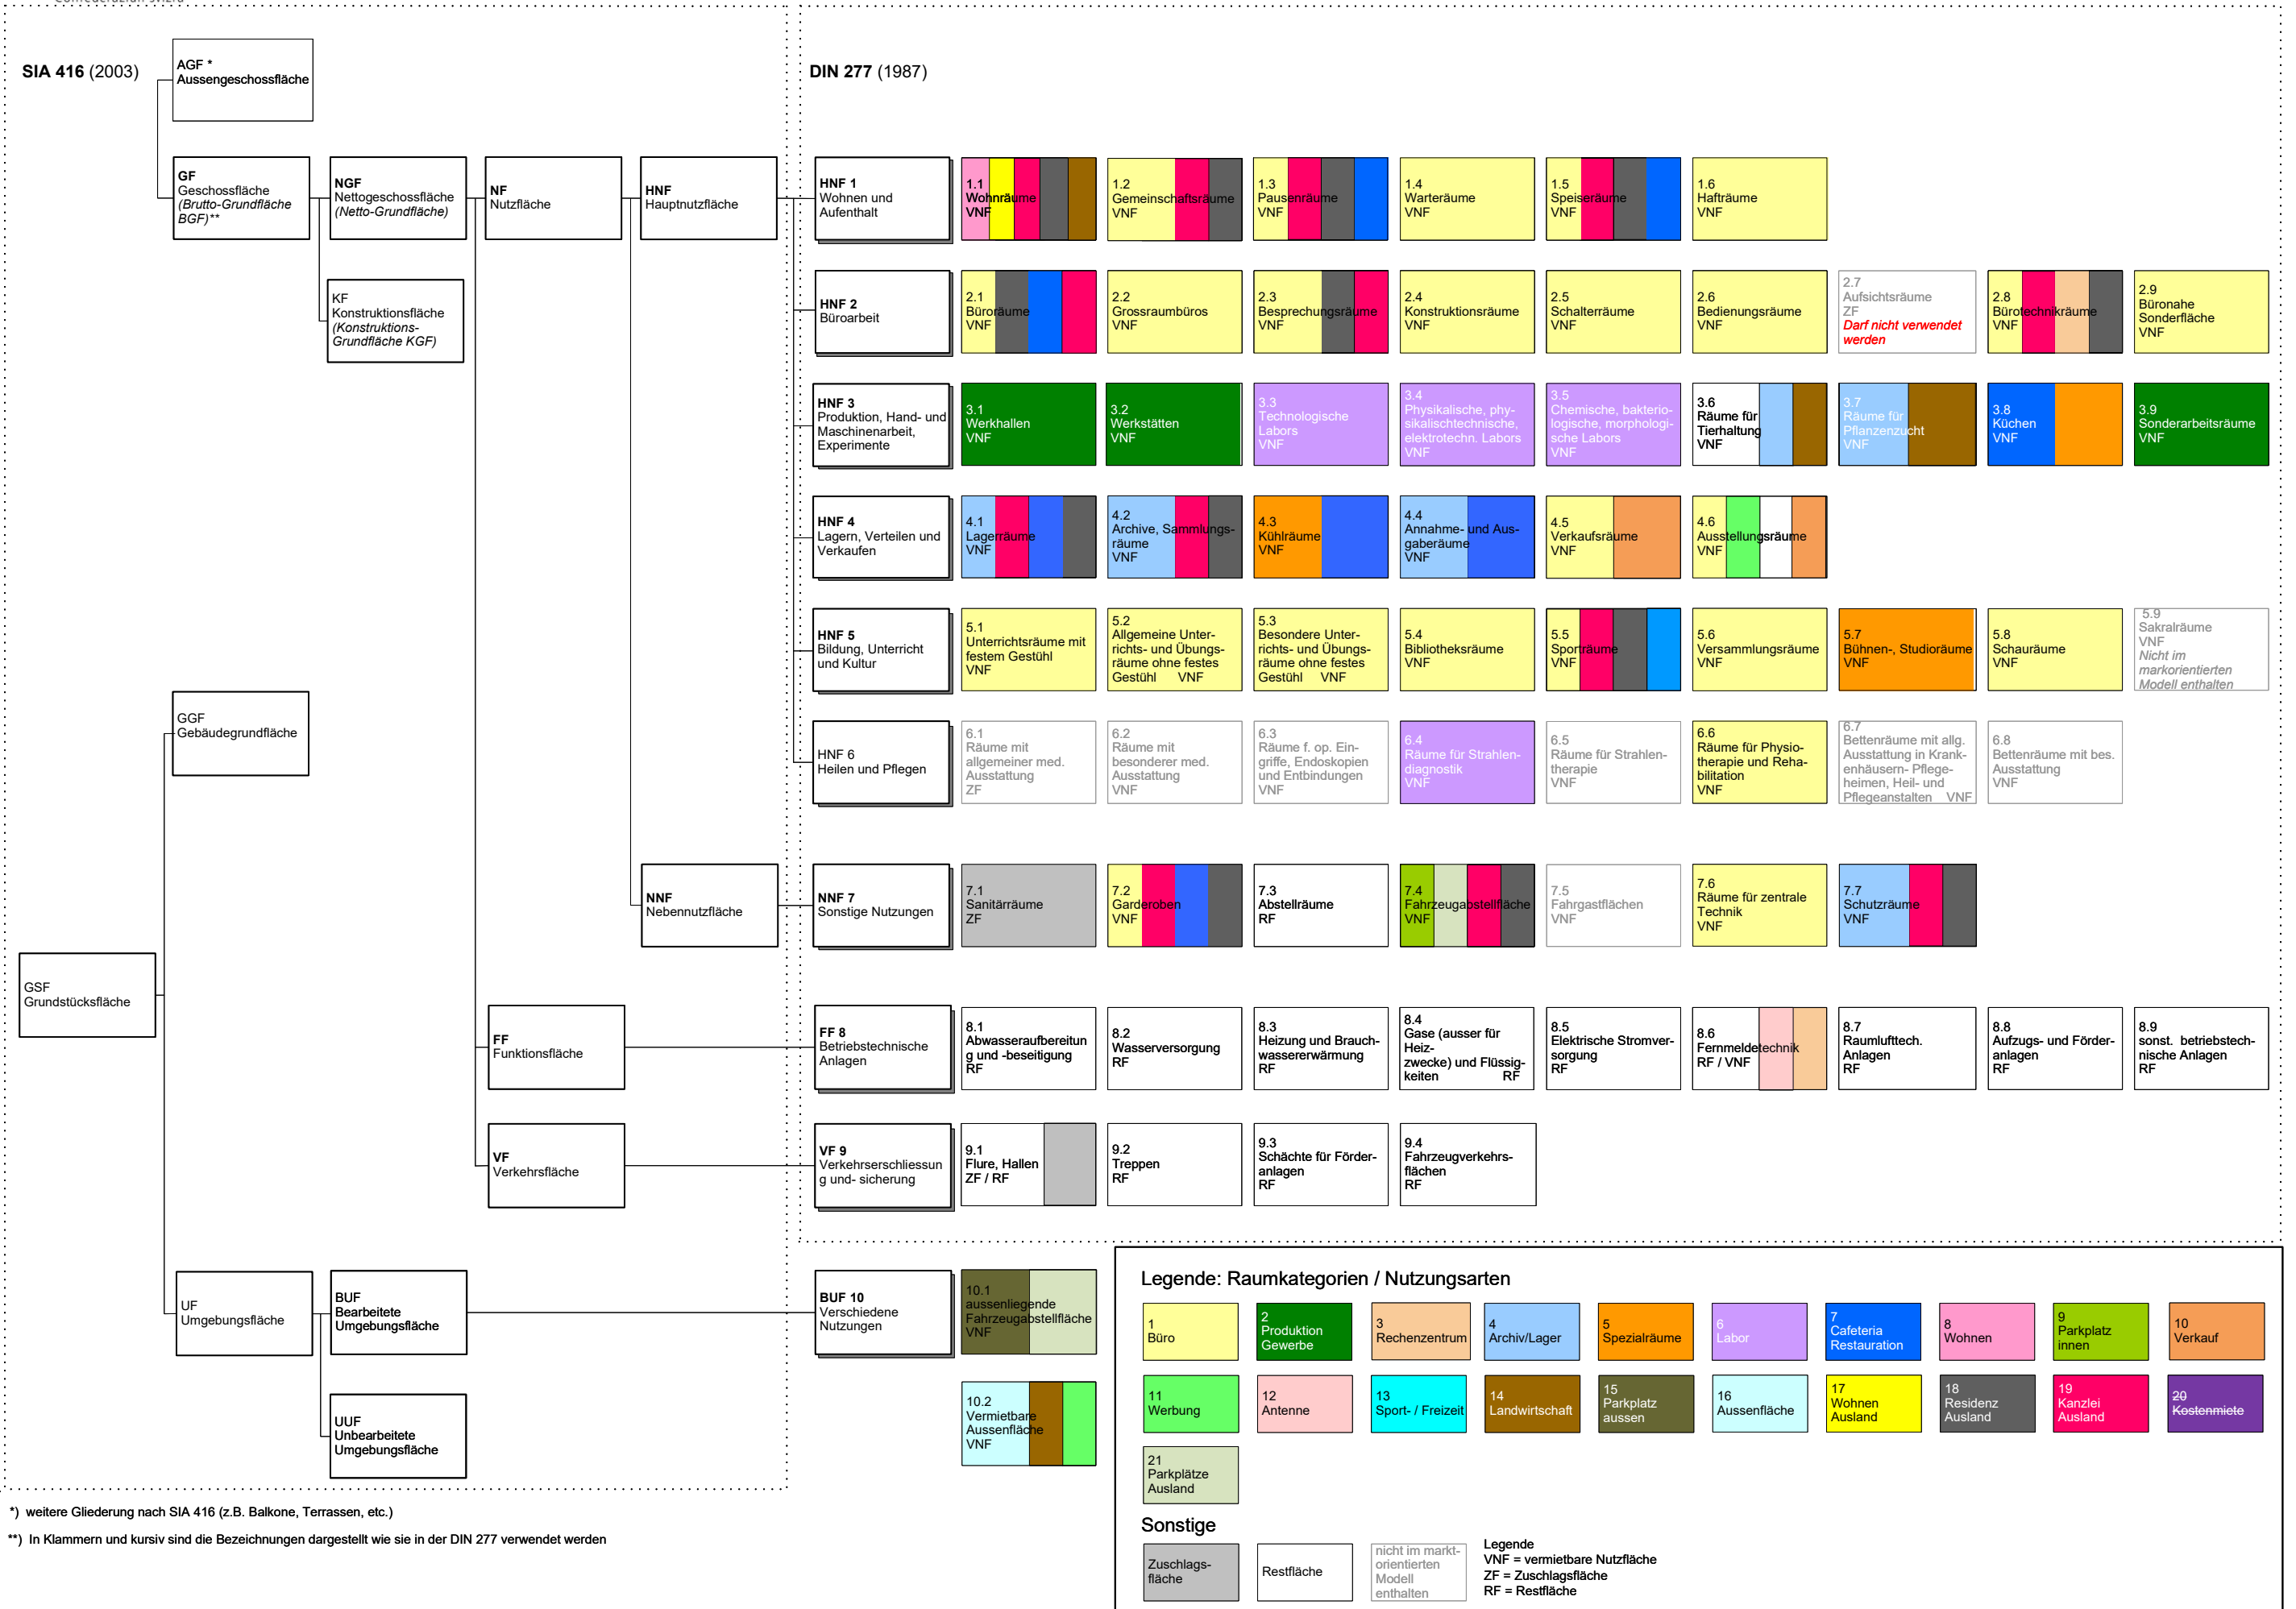 SIA 416 (2003)
AGF *
Aussengeschossfläche
GF
Geschossfläche
(Brutto-Grundfläche
BGF)**
NGF
Nettogeschossfläche
(Netto-Grundfläche)
NF
Nutzfläche
HNF
Hauptnutzfläche
KF
Konstruktionsfläche
(Konstruktions-
Grundfläche KGF)
GGF
Gebäudegrundfläche
NNF
Nebennutzfläche
GSF
Grundstücksfläche
FF
Funktionsfläche
VF
Verkehrsfläche
UF
Umgebungsfläche
BUF
Bearbeitete
Umgebungsfläche
UUF
Unbearbeitete
Umgebungsfläche
DIN 277 (1987)
HNF 1
Wohnen und
Aufenthalt
1.1
Wohnräume
VNF
1.2
Gemeinschaftsräume
VNF
1.3
Pausenräume
VNF
1.4
Warteräume
VNF
1.5
Speiseräume
VNF
1.6
Hafträume
VNF
HNF 2
Büroarbeit
2.1
Büroräume
VNF
2.2
Grossraumbüros
VNF
2.3
Besprechungsräume
VNF
2.4
Konstruktionsräume
VNF
2.5
Schalterräume
VNF
2.6
Bedienungsräume
VNF
2.7
Aufsichtsräume
ZF
Darf nicht verwendet
werden
2.8
Bürotechnikräume
VNF
2.9
Büronahe
Sonderfläche
VNF
HNF 3
Produktion, Hand- und
Maschinenarbeit,
Experimente
3.1
Werkhallen
VNF
3.2
Werkstätten
VNF
3.3
Technologische
Labors
VNF
3.4
Physikalische, phy-
sikalischtechnische,
elektrotechn. Labors
VNF
3.5
Chemische, bakterio-
logische, morphologi-
sche Labors
VNF
3.6
Räume für
Tierhaltung
VNF
3.7
Räume für
Pflanzenzucht
VNF
3.8
Küchen
VNF
3.9
Sonderarbeitsräume
VNF
HNF 4
Lagern, Verteilen und
Verkaufen
4.1
Lagerräume
VNF
4.2
Archive, Sammlungs-
räume
VNF
4.3
Kühlräume
VNF
4.4
Annahme- und Aus-
gaberäume
VNF
4.5
Verkaufsräume
VNF
4.6
Ausstellungsräume
VNF
HNF 5
Bildung, Unterricht
und Kultur
5.1
Unterrichtsräume mit
festem Gestühl
VNF
5.2
Allgemeine Unter-
richts- und Übungs-
räume ohne festes
Gestühl VNF
5.3
Besondere Unter-
richts- und Übungs-
räume ohne festes
Gestühl VNF
5.4
Bibliotheksräume
VNF
5.5
Sporträume
VNF
5.6
Versammlungsräume
VNF
5.7
Bühnen-, Studioräume
VNF
5.8
Schauräume
VNF
5.9
Sakralräume
VNF
Nicht im
markorientierten
Modell enthalten
HNF 6
Heilen und Pflegen
6.1
Räume mit
allgemeiner med.
Ausstattung
ZF
6.2
Räume mit
besonderer med.
Ausstattung
VNF
6.3
Räume f. op. Ein-
griffe, Endoskopien
und Entbindungen
VNF
6.4
Räume für Strahlen-
diagnostik
VNF
6.5
Räume für Strahlen-
therapie
VNF
6.6
Räume für Physio-
therapie und Reha-
bilitation
VNF
6.7
Bettenräume mit allg.
Ausstattung in Krank-
enhäusern- Pflege-
heimen, Heil- und
Pflegeanstalten VNF
6.8
Bettenräume mit bes.
Ausstattung
VNF
NNF 7
Sonstige Nutzungen
7.1
Sanitärräume
ZF
7.2
Garderoben
VNF
7.3
Abstellräume
RF
7.4
Fahrzeugabstellfläche
VNF
7.5
Fahrgastflächen
VNF
7.6
Räume für zentrale
Technik
VNF
7.7
Schutzräume
VNF
FF 8
Betriebstechnische
Anlagen
8.1
Abwasseraufbereitun
g und -beseitigung
RF
8.2
Wasserversorgung
RF
8.3
Heizung und Brauch-
wassererwärmung
RF
8.4
Gase (ausser für
Heiz-
zwecke) und Flüssig-
keiten RF
8.5
Elektrische Stromver-
sorgung
RF
8.6
Fernmeldetechnik
RF / VNF
8.7
Raumlufttech.
Anlagen
RF
8.8
Aufzugs- und Förder-
anlagen
RF
8.9
sonst. betriebstech-
nische Anlagen
RF
VF 9
Verkehrserschliessun
g und- sicherung
9.1
Flure, Hallen
ZF / RF
9.2
Treppen
RF
9.3
Schächte für Förder-
anlagen
RF
9.4
Fahrzeugverkehrs-
flächen
RF
BUF 10
Verschiedene
Nutzungen
10.1
aussenliegende
Fahrzeugabstellfläche
VNF
10.2
Vermietbare
Aussenfläche
VNF
Legende: Raumkategorien / Nutzungsarten
1
Büro
2
Produktion
Gewerbe
3
Rechenzentrum
4
Archiv/Lager
5
Spezialräume
6
Labor
7
Cafeteria
Restauration
8
Wohnen
9
Parkplatz
innen
10
Verkauf
11
Werbung
12
Antenne
13
Sport- / Freizeit
14
Landwirtschaft
15
Parkplatz
aussen
16
Aussenfläche
17
Wohnen
Ausland
18
Residenz
Ausland
19
Kanzlei
Ausland
20
Kostenmiete
21
Parkplätze
Ausland
Sonstige
Zuschlags-
fläche
Restfläche
nicht im markt-
orientierten
Modell
enthalten
Legende
VNF = vermietbare Nutzfläche
ZF = Zuschlagsfläche
RF = Restfläche
*) weitere Gliederung nach SIA 416 (z.B. Balkone, Terrassen, etc.)
**) In Klammern und kursiv sind die Bezeichnungen dargestellt wie sie in der DIN 277 verwendet werden